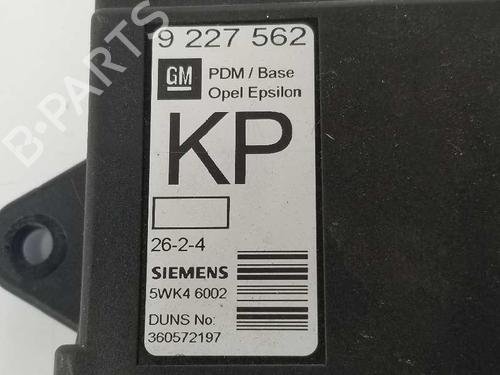 9 227 562
GM
PDM / Base
Opel Epsilon
KP
26-2-4
SIEMENS
5WK4 6002
DUNS No:
360572197
B-PARTS